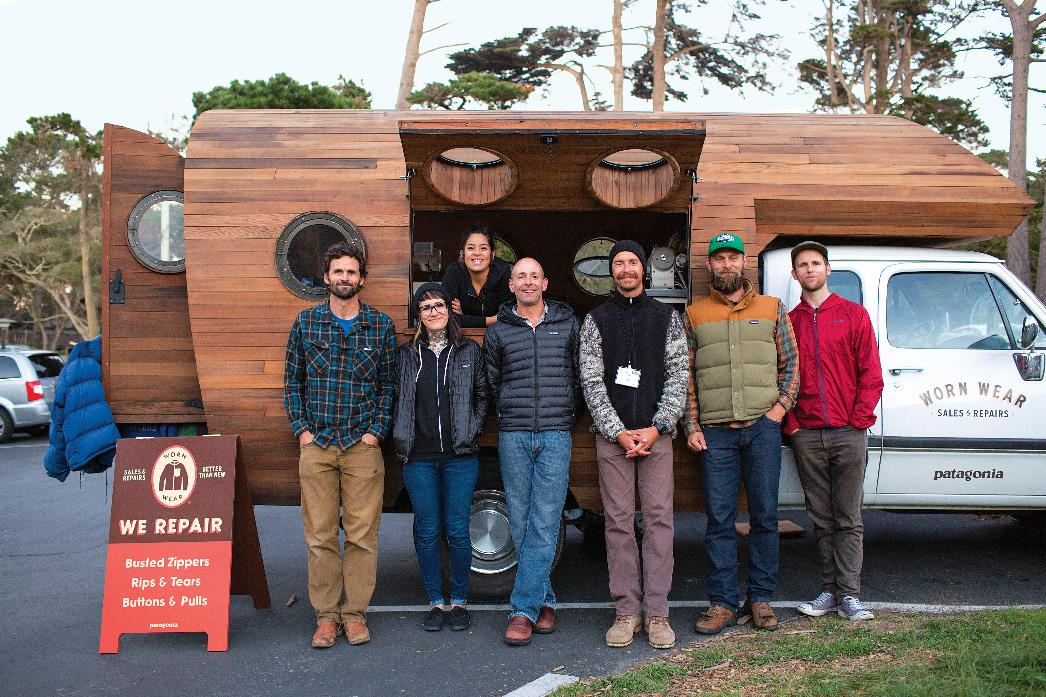 SALES &
REPAIRS
WORN
WEAR
BETTER
THAN NEW
WE REPAIR
Busted Zippers
Rips & Tears
Buttons & Pulls
patagonia
WORN WEAR
· SALES & REPAIRS ·
patagonia